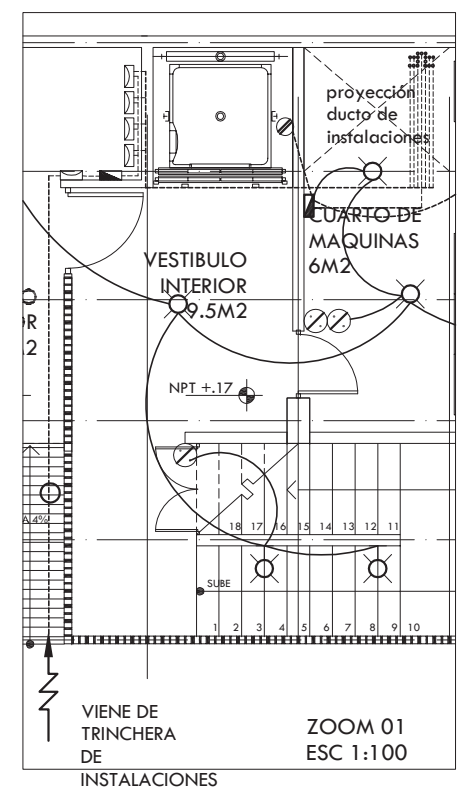 proyección
ducto de
instalaciones
CUARTO DE
MAQUINAS
6M2
VESTIBULO
INTERIOR
9.5M2
NPT +.17
18 17 16 15 14 13 12 11
SUBE
1 2 3 4 5 6 7 8 9 10
A 4%
VIENE DE
TRINCHERA
DE
INSTALACIONES
ZOOM 01
ESC 1:100